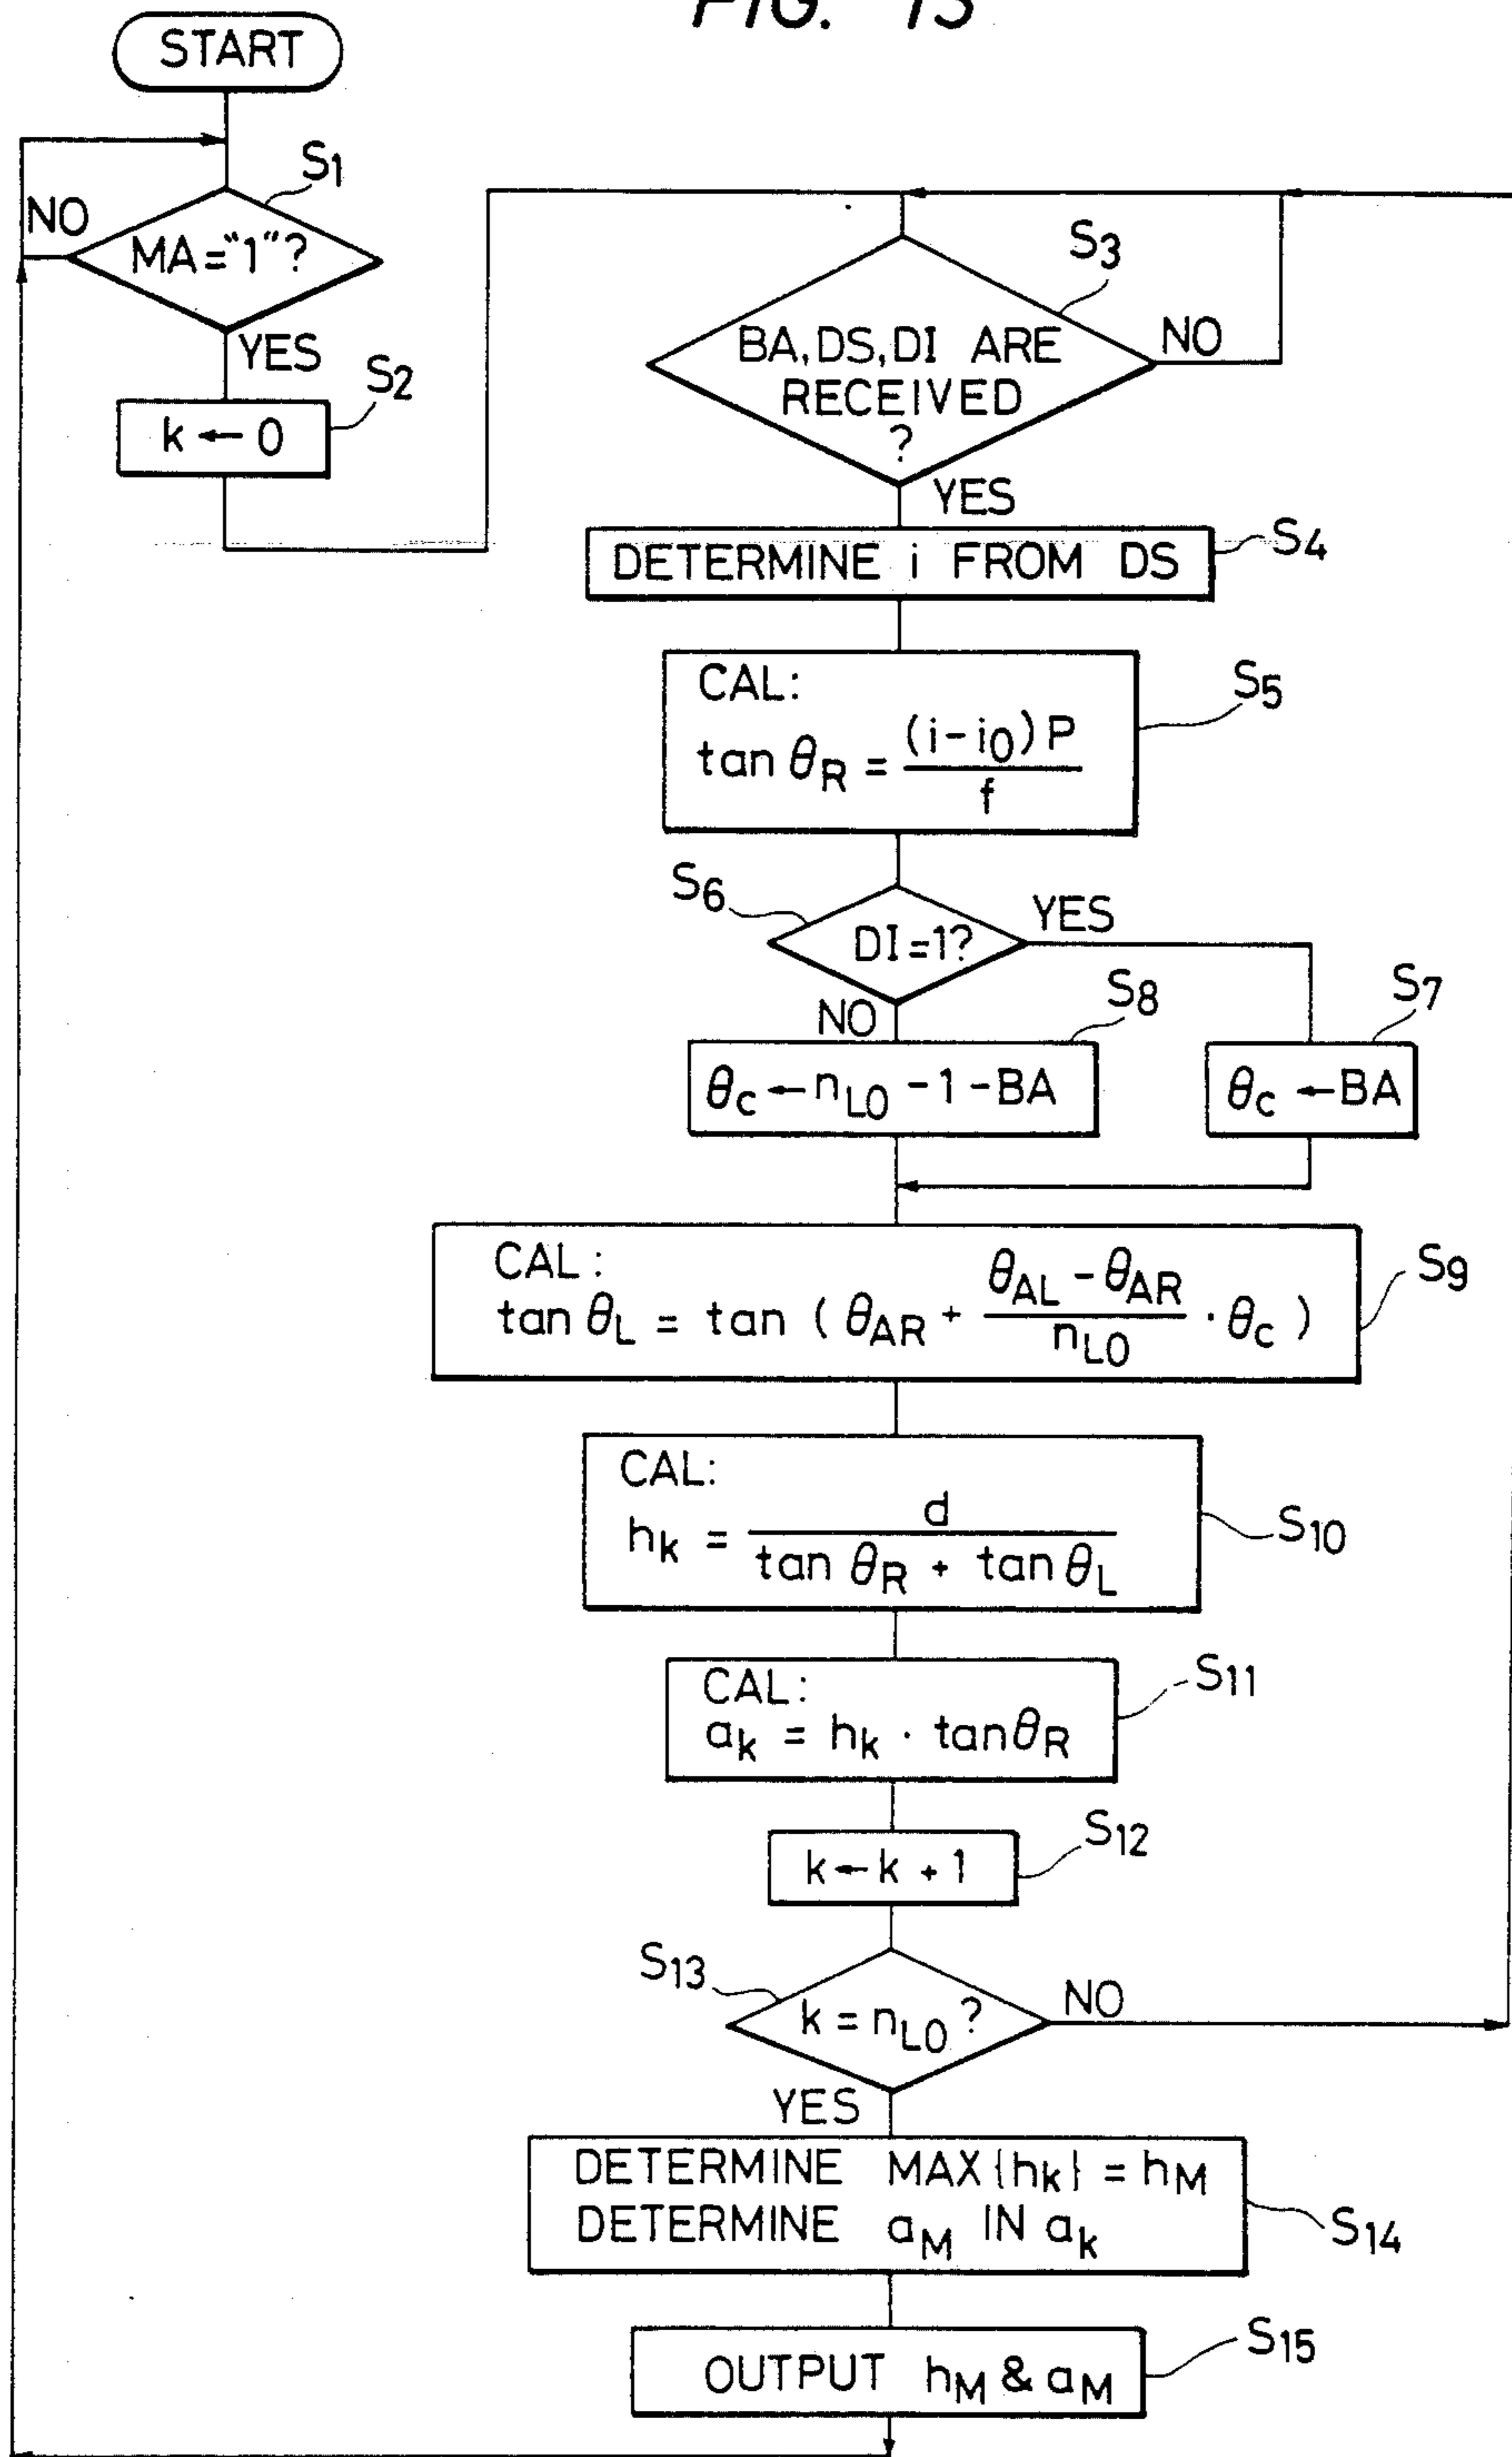 FIG. 13
START
S1
NO
MA="1"?
YES
S2
k ← 0
S3
BA,DS,DI ARE
RECEIVED
?
NO
YES
S4
DETERMINE i FROM DS
S5
CAL:
tan θR = (i-i0)P / f
S6
DI=1?
YES
NO
S8
θc ← nL0 - 1 - BA
S7
θc ← BA
S9
CAL:
tan θL = tan ( θAR + (θAL - θAR) / nL0 · θc )
S10
CAL:
hk = d / (tan θR + tan θL)
S11
CAL:
ak = hk · tanθR
S12
k ← k + 1
S13
k = nL0 ?
NO
YES
DETERMINE MAX{hk} = hM
DETERMINE aM IN ak
S14
S15
OUTPUT hM & aM